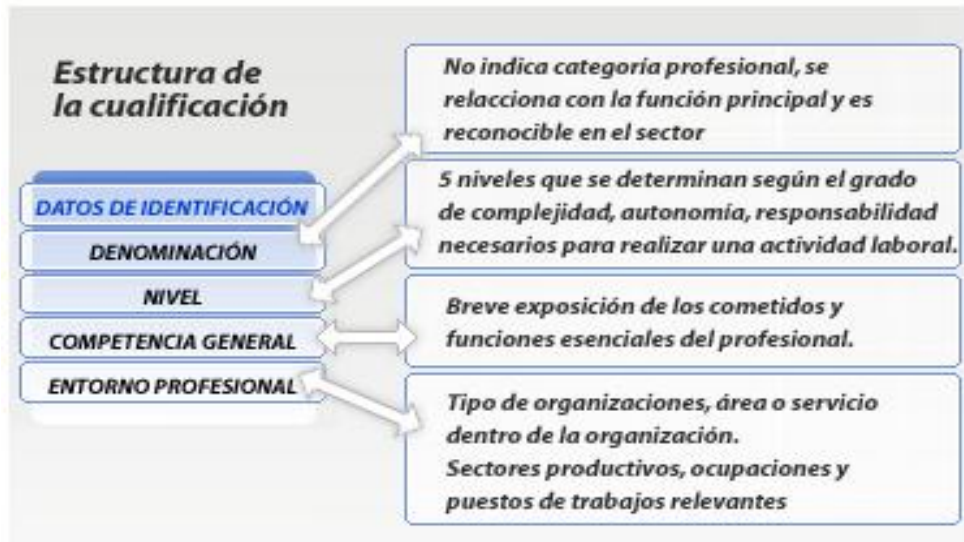 Estructura de
la cualificación
DATOS DE IDENTIFICACIÓN
DENOMINACIÓN
NIVEL
COMPETENCIA GENERAL
ENTORNO PROFESIONAL
No indica categoría profesional, se
relacciona con la función principal y es
reconocible en el sector
5 niveles que se determinan según el grado
de complejidad, autonomía, responsabilidad
necesarios para realizar una actividad laboral.
Breve exposición de los cometidos y
funciones esenciales del profesional.
Tipo de organizaciones, área o servicio
dentro de la organización.
Sectores productivos, ocupaciones y
puestos de trabajos relevantes